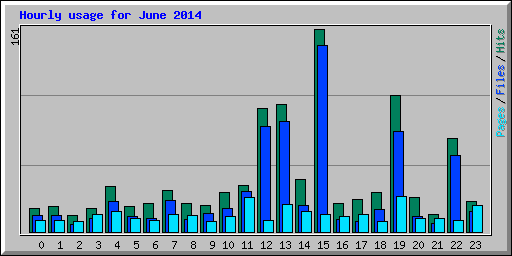 Hourly usage for June 2014
161
Pages / Files / Hits
0 1 2 3 4 5 6 7 8 9 10 11 12 13 14 15 16 17 18 19 20 21 22 23